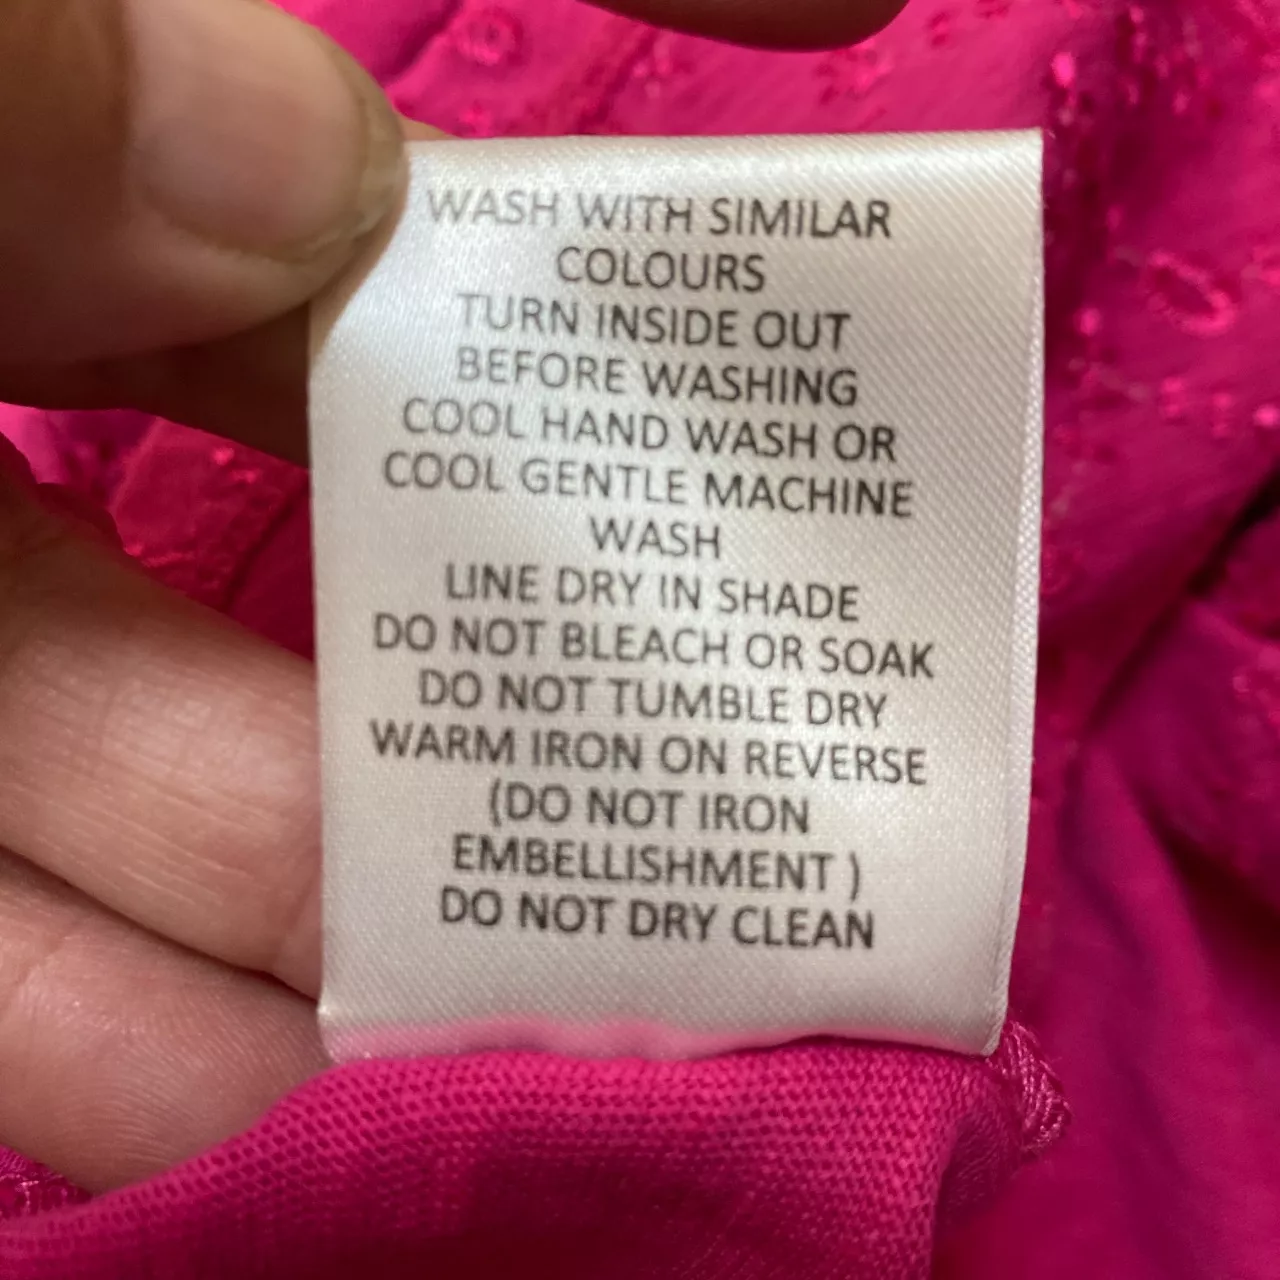 WASH WITH SIMILAR
COLOURS
TURN INSIDE OUT
BEFORE WASHING
COOL HAND WASH OR
COOL GENTLE MACHINE
WASH
LINE DRY IN SHADE
DO NOT BLEACH OR SOAK
DO NOT TUMBLE DRY
WARM IRON ON REVERSE
(DO NOT IRON
EMBELLISHMENT )
DO NOT DRY CLEAN